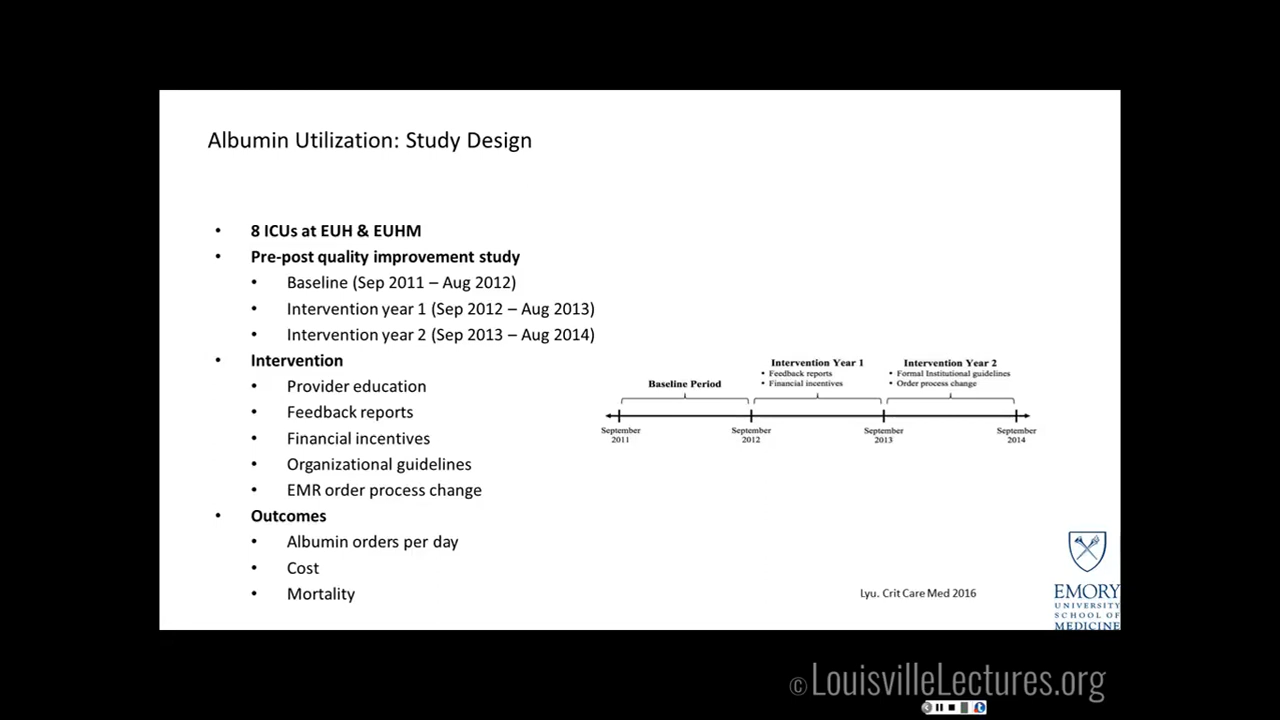 Albumin Utilization: Study Design
• 8 ICUs at EUH & EUHM
• Pre-post quality improvement study
• Baseline (Sep 2011 – Aug 2012)
• Intervention year 1 (Sep 2012 – Aug 2013)
• Intervention year 2 (Sep 2013 – Aug 2014)
• Intervention
• Provider education
• Feedback reports
• Financial incentives
• Organizational guidelines
• EMR order process change
• Outcomes
• Albumin orders per day
• Cost
• Mortality
Baseline Period
Intervention Year 1
• Feedback reports
• Financial incentives
Intervention Year 2
• Formal Institutional guidelines
• Order process change
September
2011
September
2012
September
2013
September
2014
Lyu. Crit Care Med 2016
EMORY
UNIVERSITY
SCHOOL OF
MEDICINE
© LouisvilleLectures.org